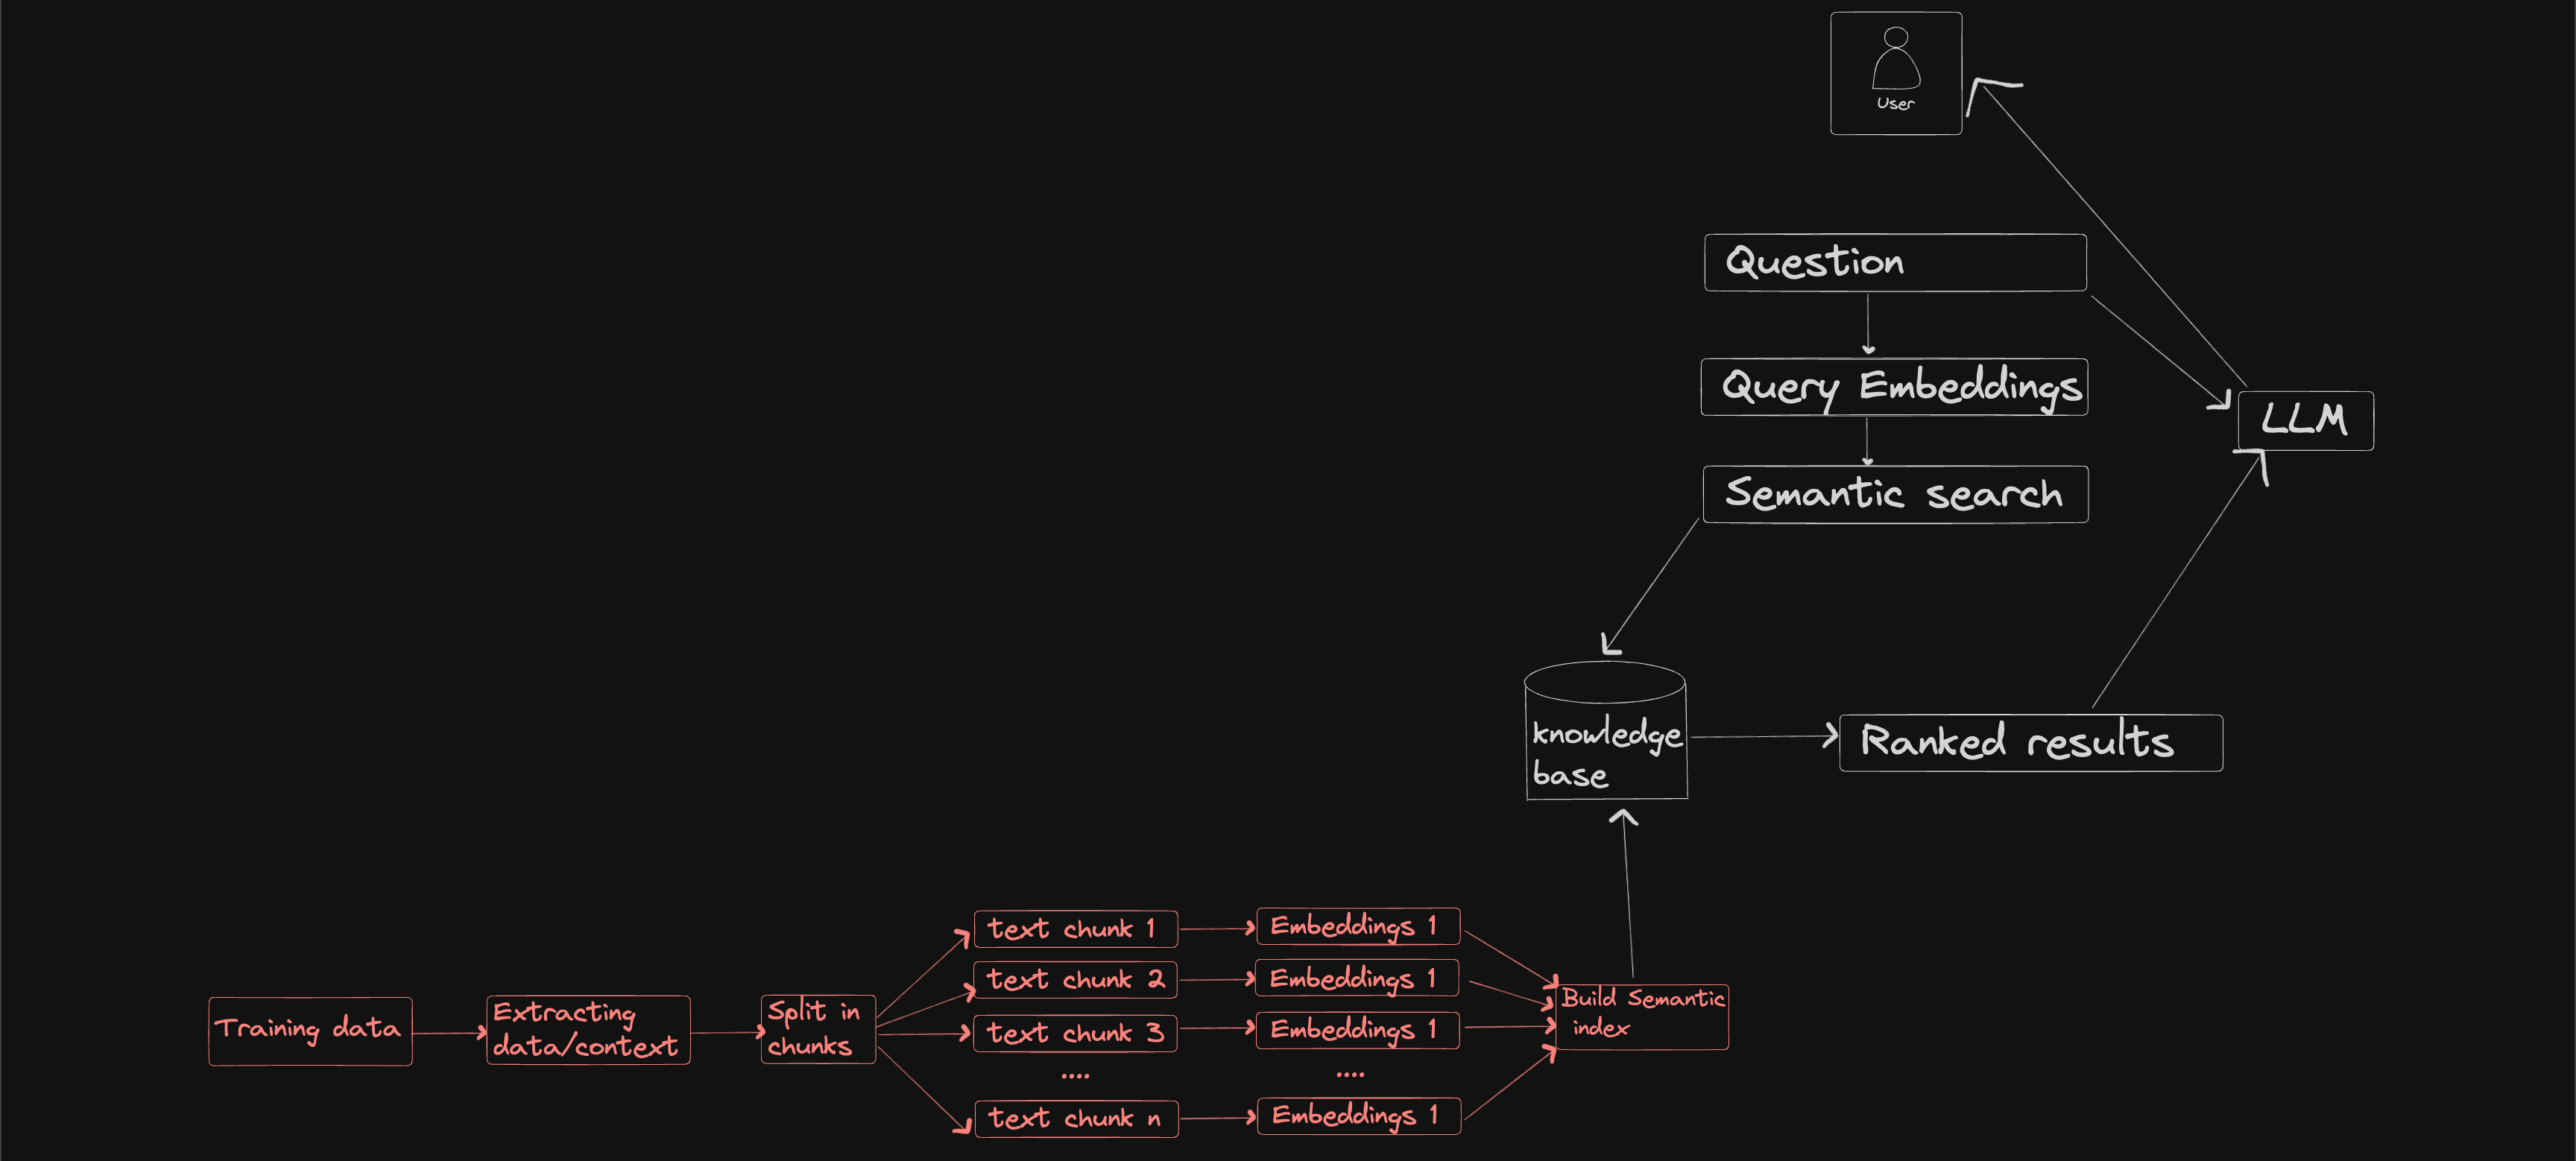 User
Question
Query Embeddings
LLM
Semantic search
knowledge
base
Ranked results
Training data
Extracting
data/context
Split in
chunks
text chunk 1
text chunk 2
text chunk 3
....
text chunk n
Embeddings 1
Embeddings 1
Embeddings 1
....
Embeddings 1
Build Semantic
index